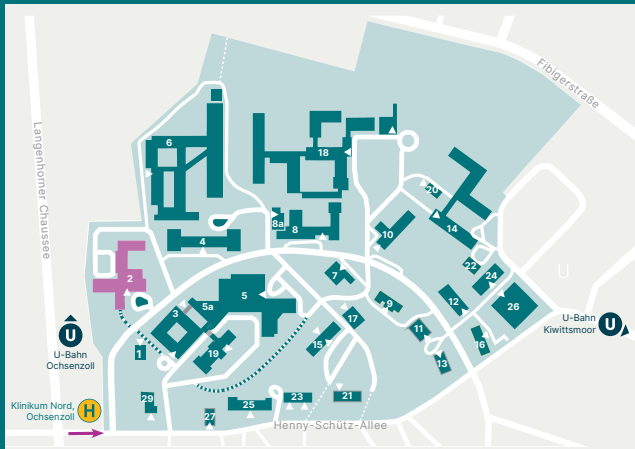 Fibigerstraße
Langenhorner Chaussee
6
18
20
8a
8
10
14
4
2
7
22
24
U
5
5a
3
9
12
26
17
U-Bahn
Kiwittsmoor
U
11
15
16
19
1
13
U
U-Bahn
Ochsenzoll
29
21
23
25
27
Klinikum Nord,
Ochsenzoll
H
Henny-Schütz-Allee